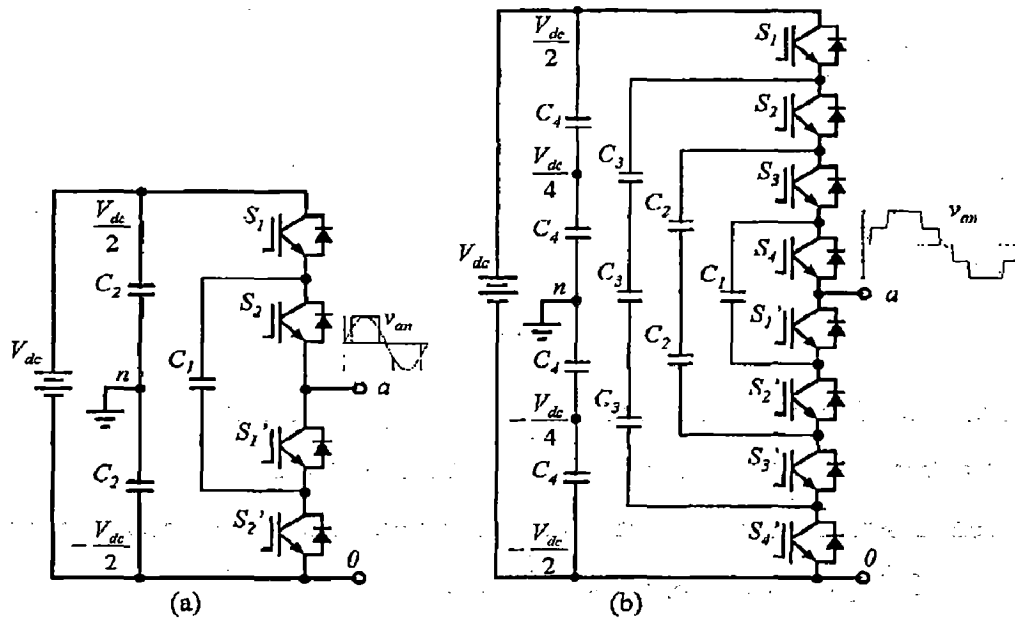 V_dc/2
C_2
V_dc
n
C_2
-V_dc/2
C_1
S_1
S_2
v_an
a
S_1'
S_2'
0
(a)
V_dc/2
C_4
V_dc/4
C_4
V_dc
n
C_4
-V_dc/4
C_4
-V_dc/2
C_3
C_3
C_3
C_2
C_2
C_1
S_1
S_2
S_3
S_4
v_an
a
S_1'
S_2'
S_3'
S_4'
0
(b)